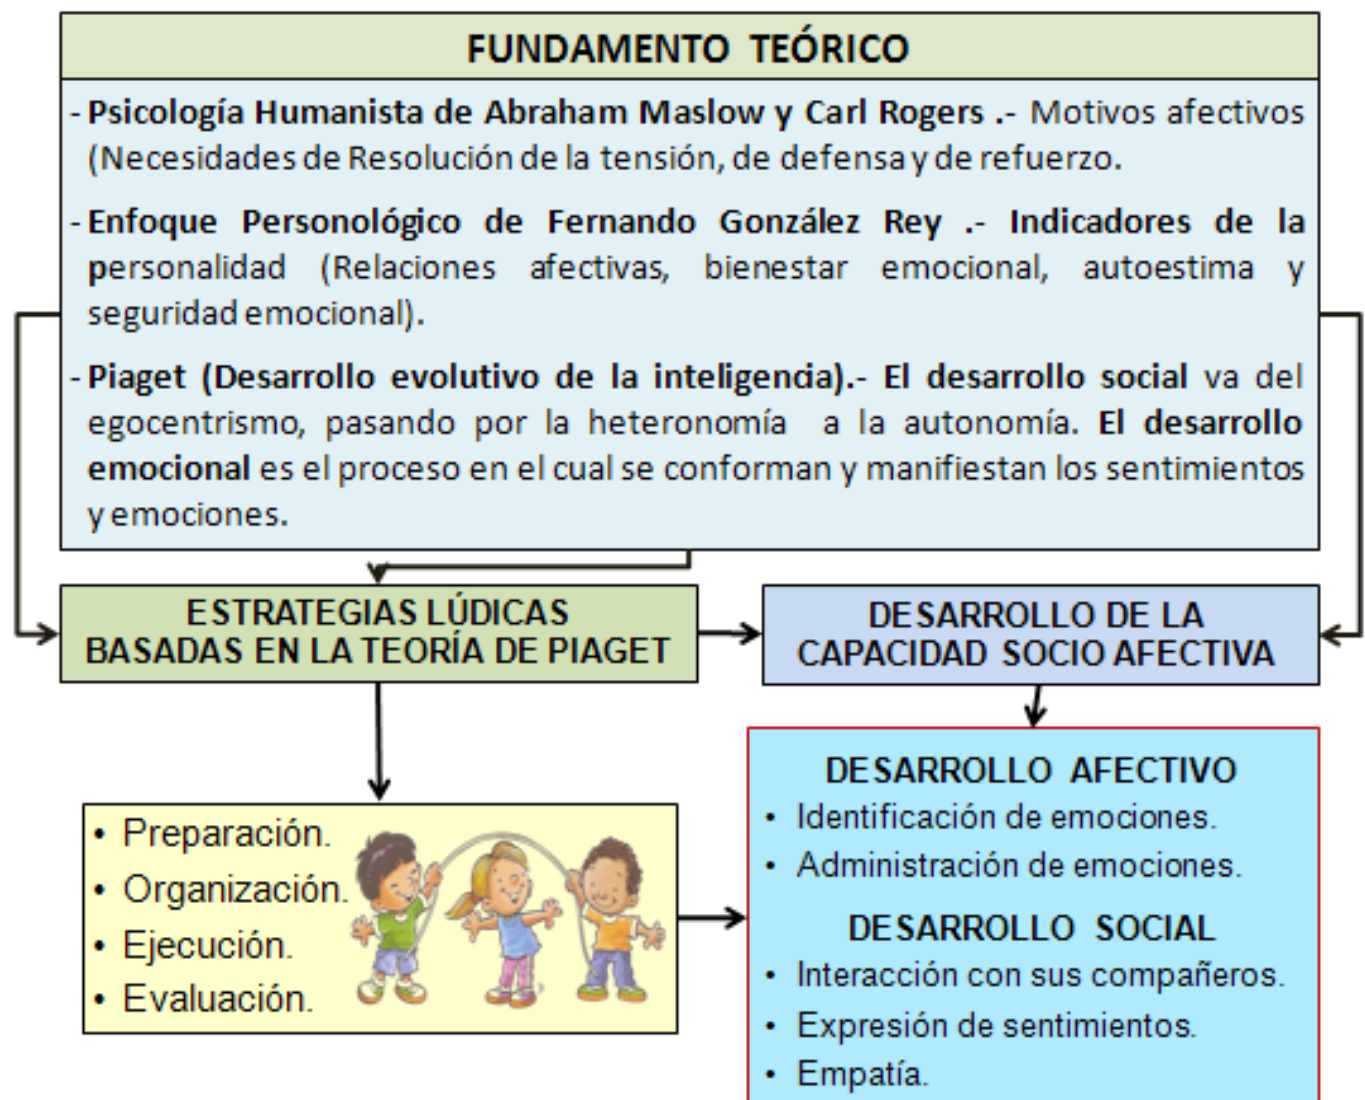 FUNDAMENTO TEÓRICO
- Psicología Humanista de Abraham Maslow y Carl Rogers .- Motivos afectivos
(Necesidades de Resolución de la tensión, de defensa y de refuerzo.
- Enfoque Personológico de Fernando González Rey .- Indicadores de la
personalidad (Relaciones afectivas, bienestar emocional, autoestima y
seguridad emocional).
- Piaget (Desarrollo evolutivo de la inteligencia).- El desarrollo social va del
egocentrismo, pasando por la heteronomía a la autonomía. El desarrollo
emocional es el proceso en el cual se conforman y manifiestan los sentimientos
y emociones.
ESTRATEGIAS LÚDICAS
BASADAS EN LA TEORÍA DE PIAGET
DESARROLLO DE LA
CAPACIDAD SOCIO AFECTIVA
• Preparación.
• Organización.
• Ejecución.
• Evaluación.
DESARROLLO AFECTIVO
• Identificación de emociones.
• Administración de emociones.
DESARROLLO SOCIAL
• Interacción con sus compañeros.
• Expresión de sentimientos.
• Empatía.